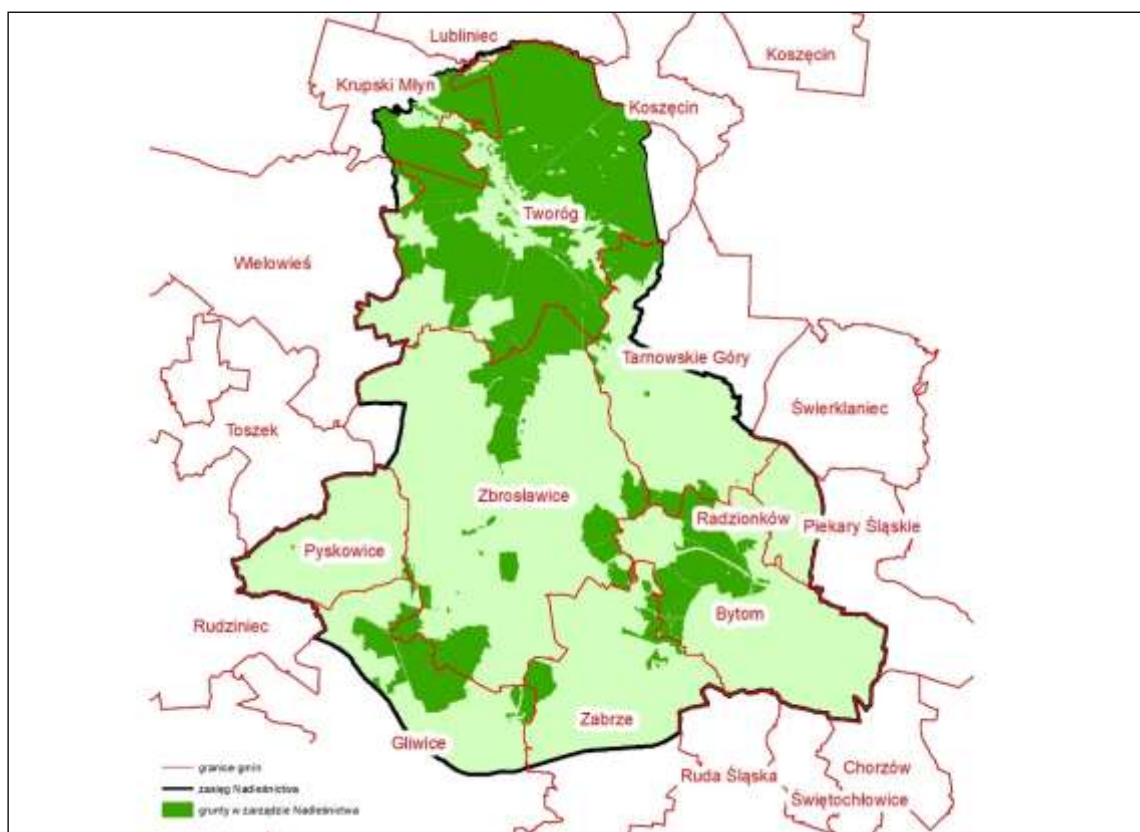 Lubliniec
Koszęcin
Krupski Młyn
Koszęcin
Tworóg
Wielowieś
Tarnowskie Góry
Świerklaniec
Toszek
Zbrosławice
Radzionków
Piekary Śląskie
Pyskowice
Rudziniec
Bytom
Zabrze
Gliwice
granice gmin
Ruda Śląska
Chorzów
zasięg Nadleśnictwa
Świętochłowice
grunty w zarządzie Nadleśnictwa